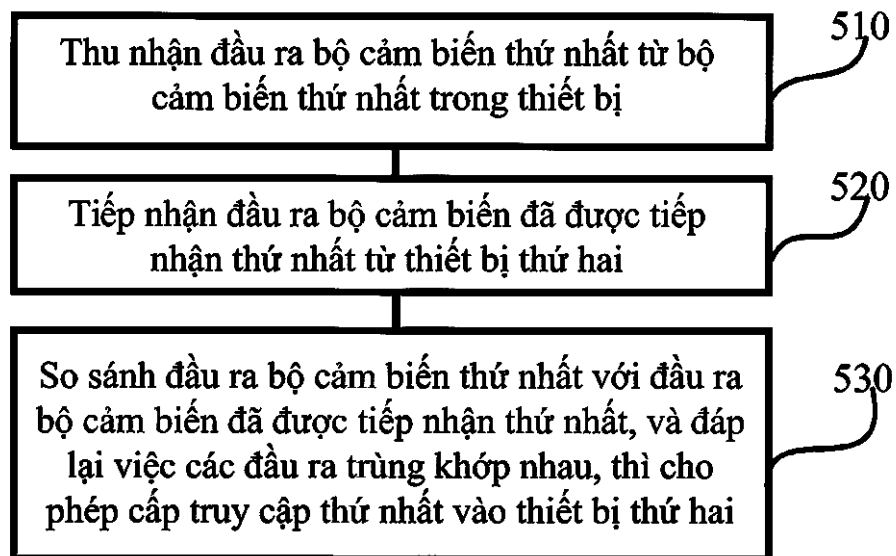 Thu nhận đầu ra bộ cảm biến thứ nhất từ bộ
cảm biến thứ nhất trong thiết bị
510
Tiếp nhận đầu ra bộ cảm biến đã được tiếp
nhận thứ nhất từ thiết bị thứ hai
520
So sánh đầu ra bộ cảm biến thứ nhất với đầu ra
bộ cảm biến đã được tiếp nhận thứ nhất, và đáp
lại việc các đầu ra trùng khớp nhau, thì cho
phép cấp truy cập thứ nhất vào thiết bị thứ hai
530